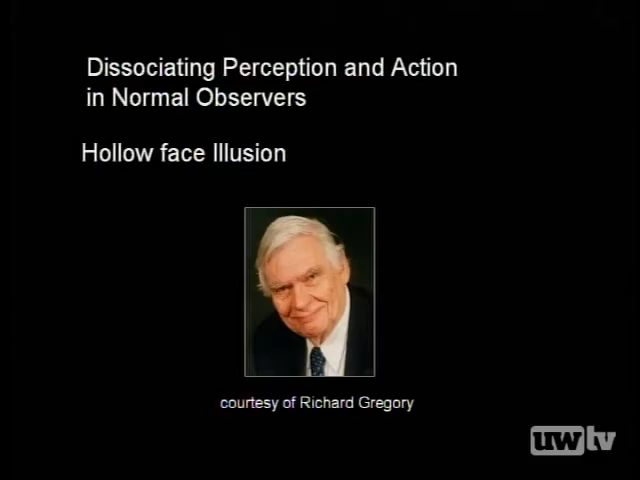 Dissociating Perception and Action
in Normal Observers
Hollow face Illusion
courtesy of Richard Gregory
uwtv